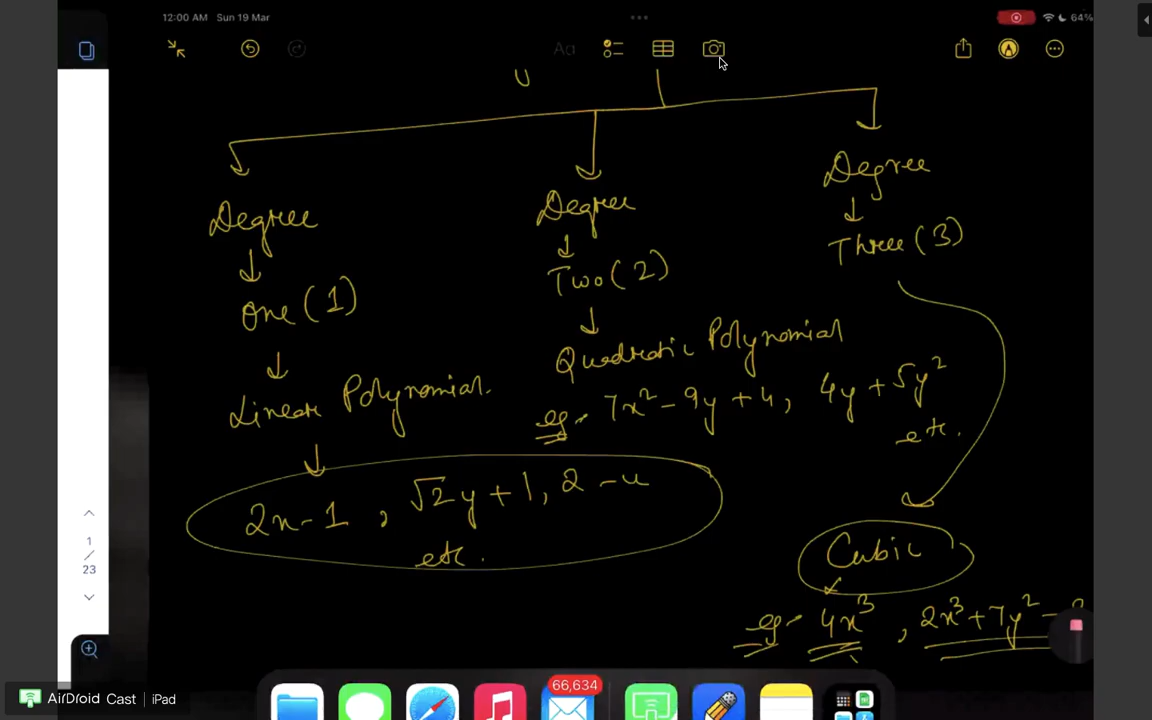 12:00 AM Sun 19 Mar
64%
Aa
Degree
One (1)
Linear Polynomial.
2x-1 , √2y+1, 2-u
etc.
Degree
Two (2)
Quadratic Polynomial
eg- 7x²-9y+4, 4y+5y²
etc.
Degree
Three (3)
Cubic
eg- 4x³ , 2x³+7y²-
1
/
23
66,634
AirDroid Cast | iPad